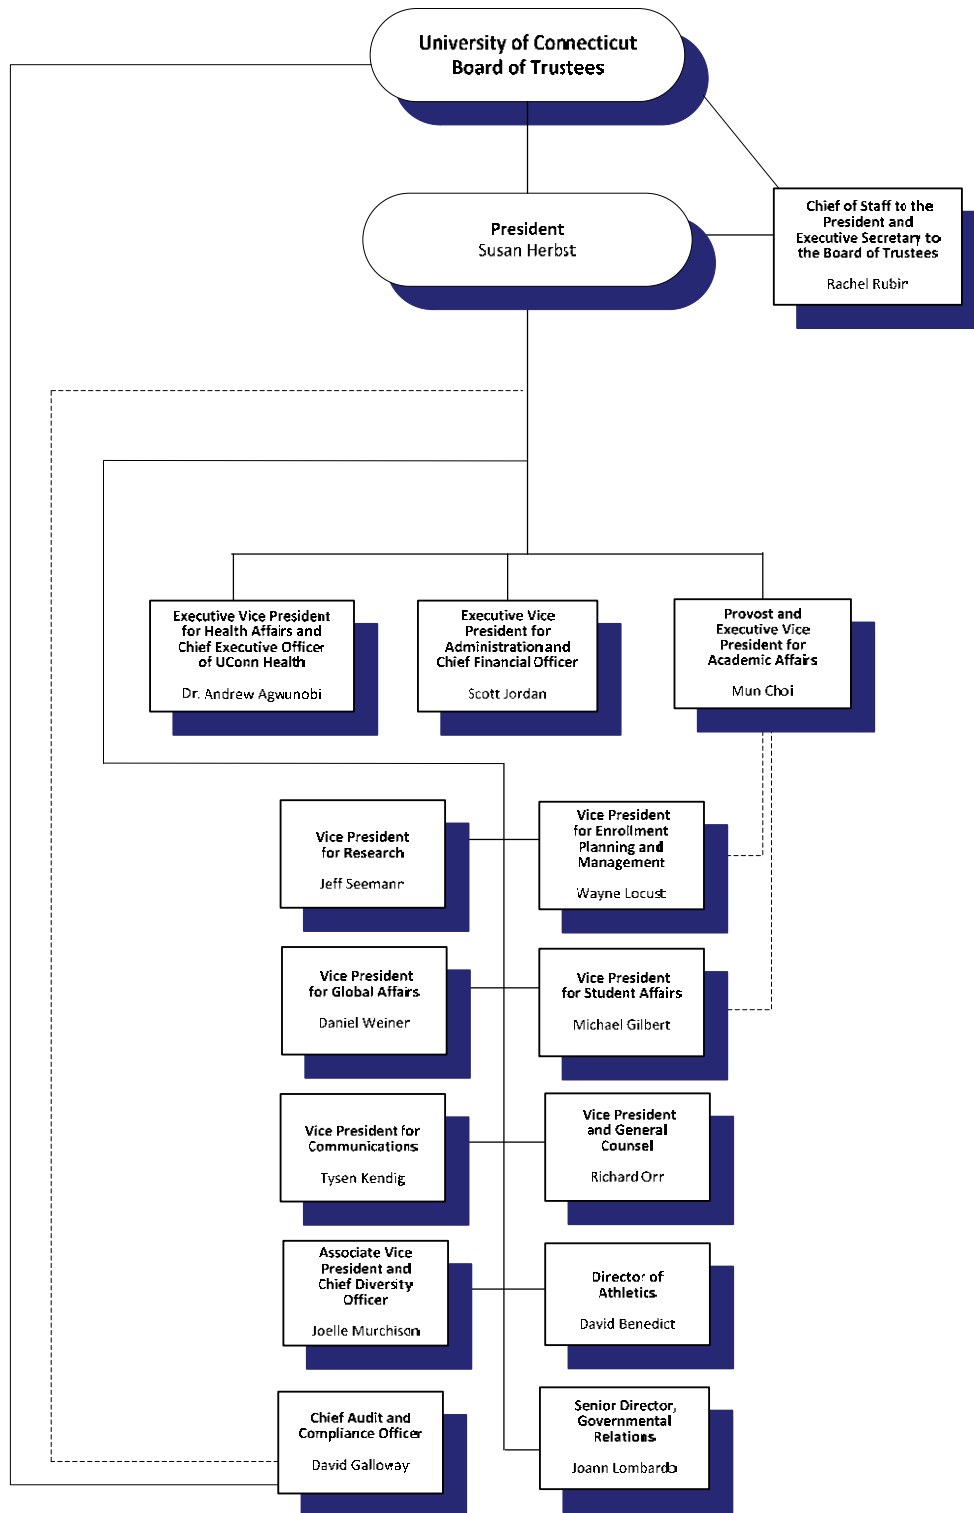 University of Connecticut
Board of Trustees
President
Susan Herbst
Chief of Staff to the
President and
Executive Secretary to
the Board of Trustees
Rachel Rubin
Executive Vice President
for Health Affairs and
Chief Executive Officer
of UConn Health
Dr. Andrew Agwunobi
Executive Vice
President for
Administration and
Chief Financial Officer
Scott Jordan
Provost and
Executive Vice
President for
Academic Affairs
Mun Choi
Vice President
for Research
Jeff Seemann
Vice President
for Enrollment
Planning and
Management
Wayne Locust
Vice President
for Global Affairs
Daniel Weiner
Vice President
for Student Affairs
Michael Gilbert
Vice President for
Communications
Tysen Kendig
Vice President
and General
Counsel
Richard Orr
Associate Vice
President and
Chief Diversity
Officer
Joelle Murchison
Director of
Athletics
David Benedict
Chief Audit and
Compliance Officer
David Galloway
Senior Director,
Governmental
Relations
Joann Lombardo